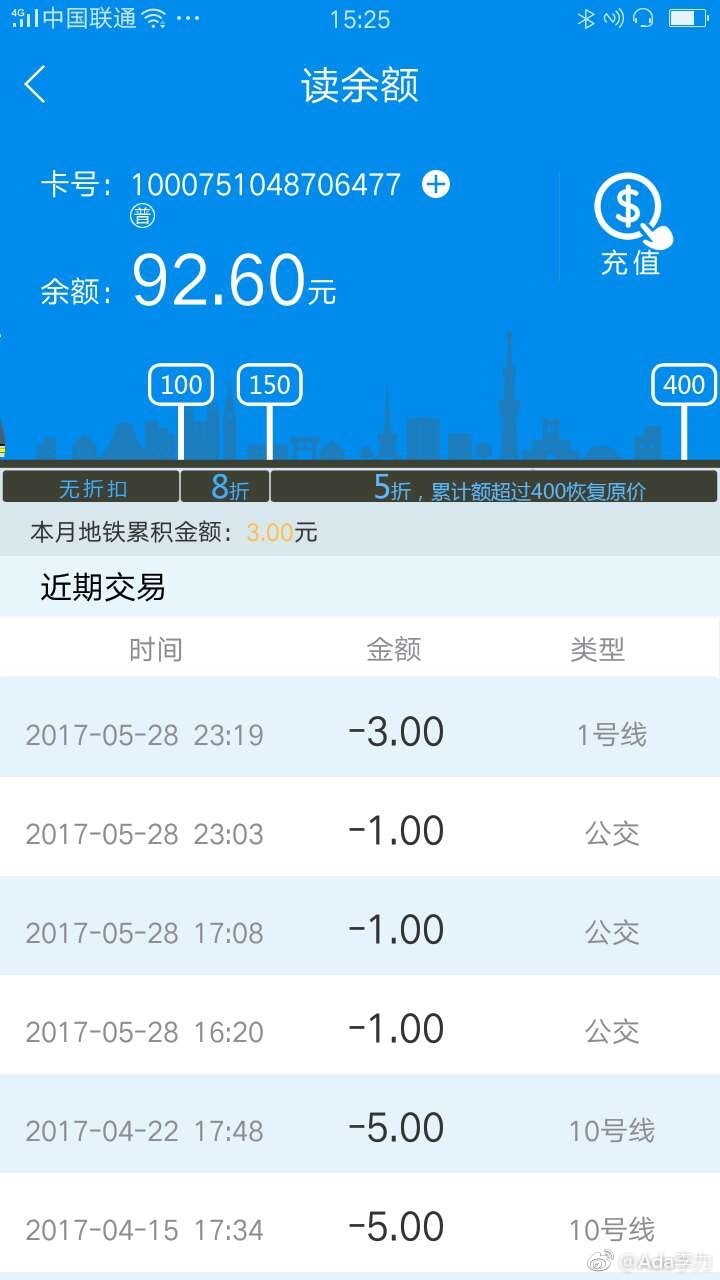 4G 中国联通 ... 15:25
读余额
卡号: 1000751048706477
普
余额: 92.60元
充值
100 150 400
无折扣 8折 5折，累计额超过400恢复原价
本月地铁累积金额: 3.00元
近期交易
时间 金额 类型
2017-05-28 23:19 -3.00 1号线
2017-05-28 23:03 -1.00 公交
2017-05-28 17:08 -1.00 公交
2017-05-28 16:20 -1.00 公交
2017-04-22 17:48 -5.00 10号线
2017-04-15 17:34 -5.00 10号线
@Ada李力